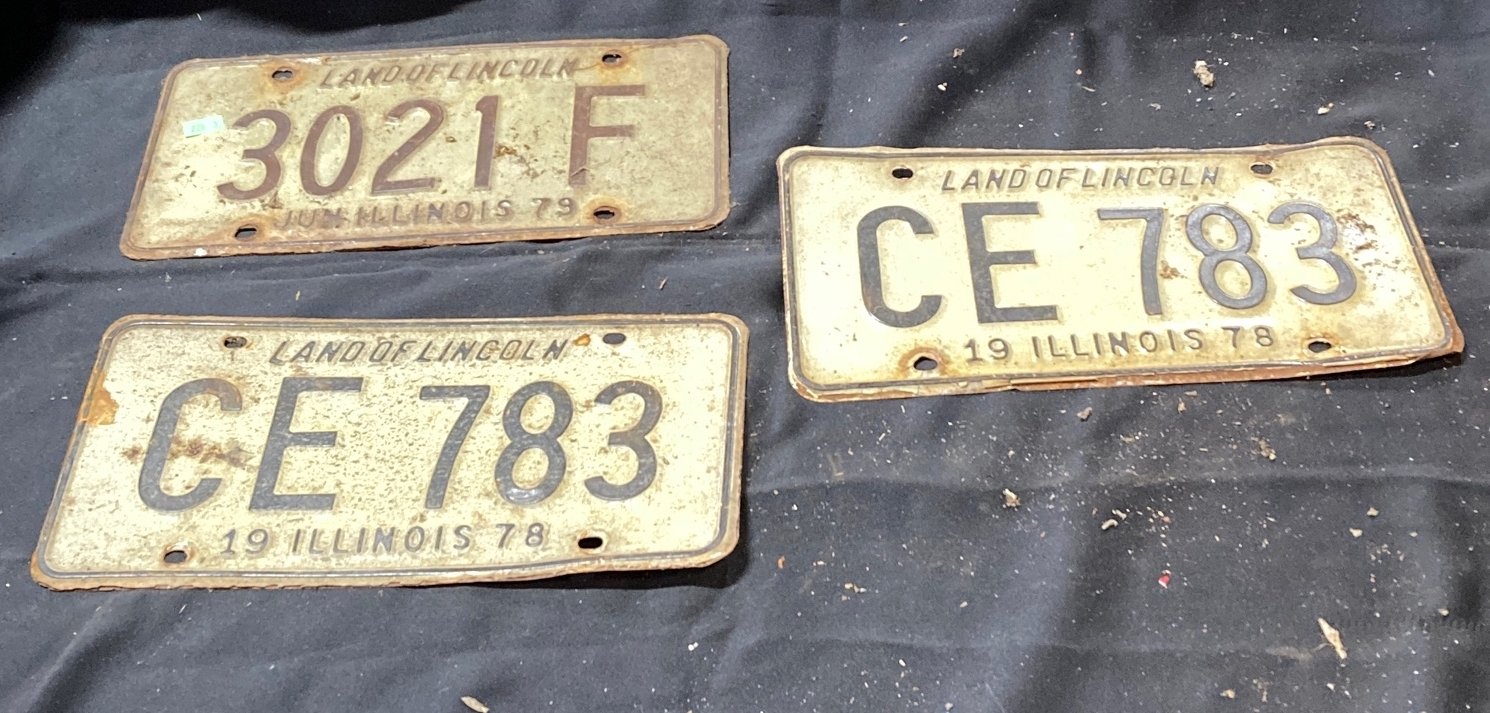 LAND OF LINCOLN
3021 F
JUN. ILLINOIS 79
LAND OF LINCOLN
CE 783
19 ILLINOIS 78
LAND OF LINCOLN
CE 783
19 ILLINOIS 78